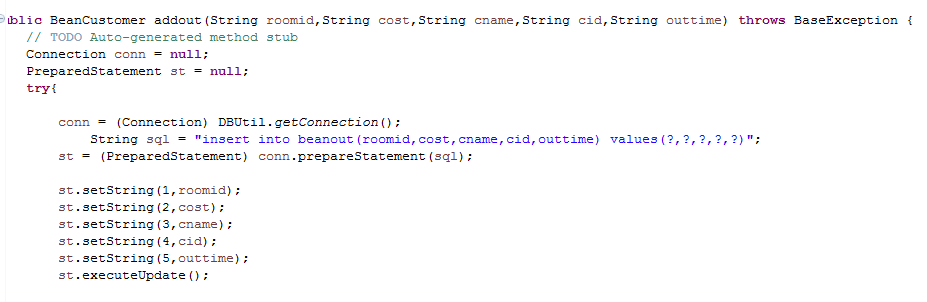 ublic BeanCustomer addout(String roomid,String cost,String cname,String cid,String outtime) throws BaseException {
// TODO Auto-generated method stub
Connection conn = null;
PreparedStatement st = null;
try{
conn = (Connection) DBUtil.getConnection();
String sql = "insert into beanout(roomid,cost,cname,cid,outtime) values(?,?,?,?,?)";
st = (PreparedStatement) conn.prepareStatement(sql);
st.setString(1,roomid);
st.setString(2,cost);
st.setString(3,cname);
st.setString(4,cid);
st.setString(5,outtime);
st.executeUpdate();